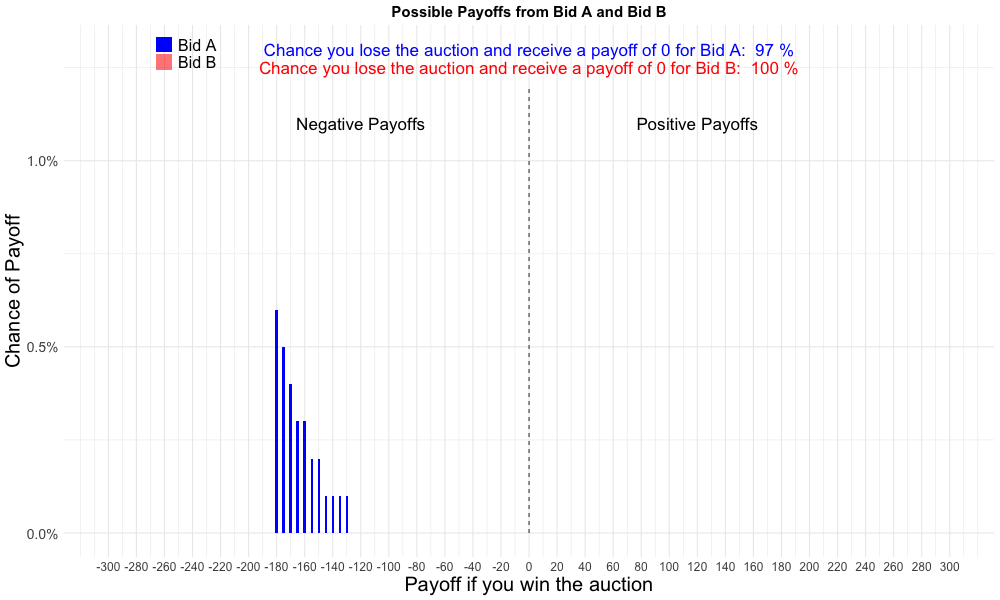 Possible Payoffs from Bid A and Bid B
Bid A
Bid B
Chance you lose the auction and receive a payoff of 0 for Bid A:  97 %
Chance you lose the auction and receive a payoff of 0 for Bid B:  100 %
Negative Payoffs
Positive Payoffs
Chance of Payoff
1.0%
0.5%
0.0%
-300 -280 -260 -240 -220 -200 -180 -160 -140 -120 -100 -80 -60 -40 -20 0 20 40 60 80 100 120 140 160 180 200 220 240 260 280 300
Payoff if you win the auction